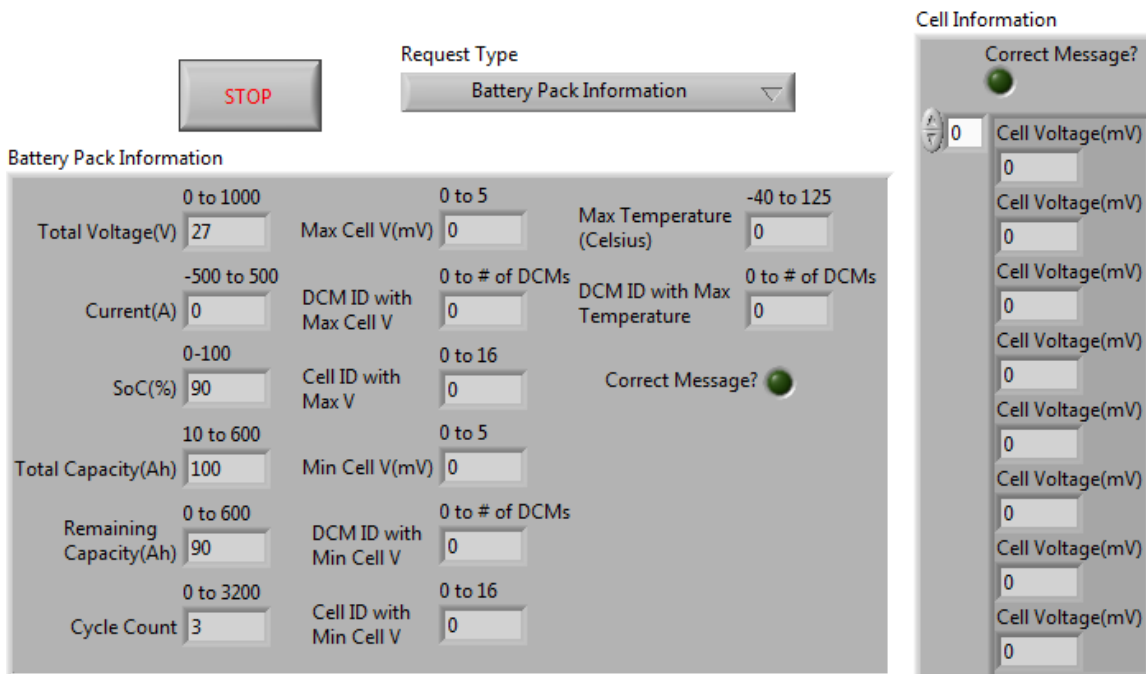 Cell Information
Request Type
Correct Message?
STOP
Battery Pack Information
0
Battery Pack Information
0 to 1000
Total Voltage(V)
27
-500 to 500
Current(A)
0
0-100
SoC(%)
90
10 to 600
Total Capacity(Ah)
100
0 to 600
Remaining
Capacity(Ah)
90
0 to 3200
Cycle Count
3
0 to 5
Max Cell V(mV)
0
0 to # of DCMs
DCM ID with
Max Cell V
0
0 to 16
Cell ID with
Max V
0
0 to 5
Min Cell V(mV)
0
0 to # of DCMs
DCM ID with
Min Cell V
0
0 to 16
Cell ID with
Min Cell V
0
-40 to 125
Max Temperature
(Celsius)
0
0 to # of DCMs
DCM ID with Max
Temperature
0
Correct Message?
Cell Voltage(mV)
0
Cell Voltage(mV)
0
Cell Voltage(mV)
0
Cell Voltage(mV)
0
Cell Voltage(mV)
0
Cell Voltage(mV)
0
Cell Voltage(mV)
0
Cell Voltage(mV)
0